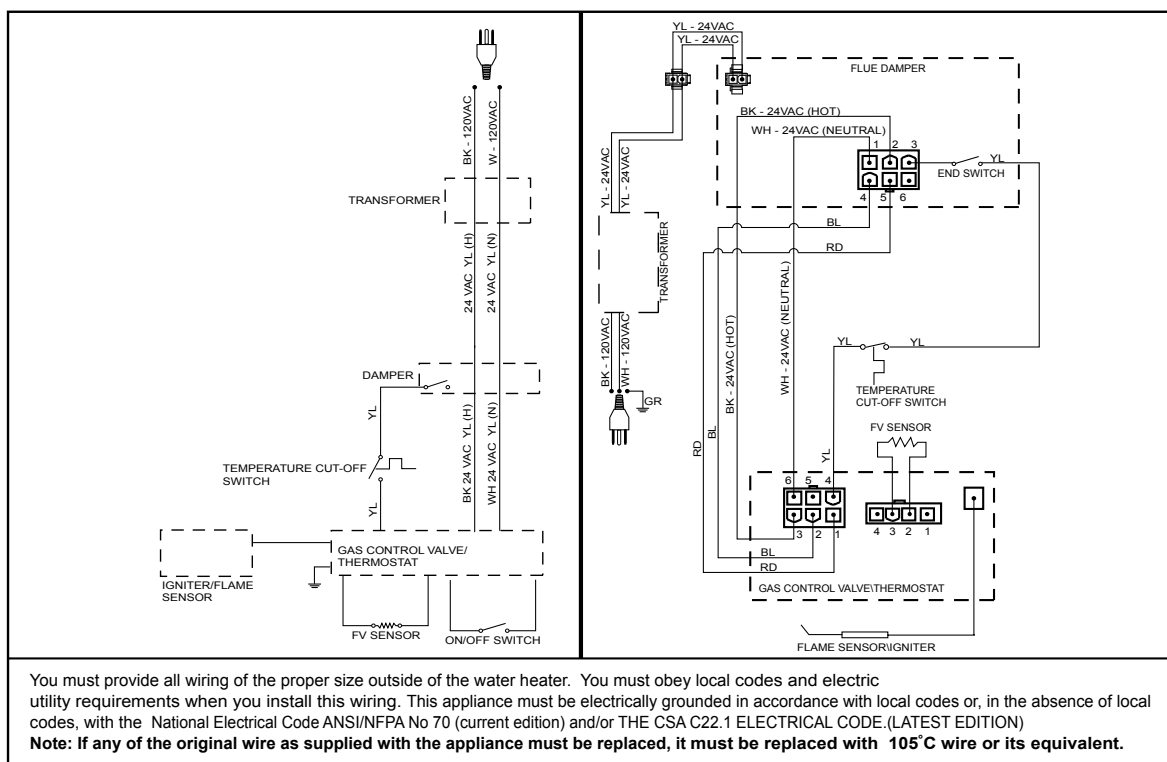 BK - 120VAC
W - 120VAC
TRANSFORMER
24 VAC  YL (H)
24 VAC  YL (N)
DAMPER
YL
BK 24 VAC  YL (H)
WH 24 VAC  YL (N)
TEMPERATURE CUT-OFF
SWITCH
YL
GAS CONTROL VALVE/
THERMOSTAT
IGNITER/FLAME
SENSOR
FV SENSOR
ON/OFF SWITCH
YL - 24VAC
YL - 24VAC
FLUE DAMPER
BK - 24VAC (HOT)
WH - 24VAC (NEUTRAL)
1 2 3
YL
END SWITCH
4 5 6
YL - 24VAC
YL - 24VAC
BL
RD
TRANSFORMER
BK - 120VAC
WH - 120VAC
GR
WH - 24VAC (NEUTRAL)
BK - 24VAC (HOT)
BL
RD
YL
YL
TEMPERATURE
CUT-OFF SWITCH
FV SENSOR
YL
6 5 4
3 2 1
4 3 2 1
BL
RD
GAS CONTROL VALVE\THERMOSTAT
FLAME SENSOR\IGNITER
You must provide all wiring of the proper size outside of the water heater.  You must obey local codes and electric
utility requirements when you install this wiring. This appliance must be electrically grounded in accordance with local codes or, in the absence of local
codes, with the  National Electrical Code ANSI/NFPA No 70 (current edition) and/or THE CSA C22.1 ELECTRICAL CODE.(LATEST EDITION)
Note: If any of the original wire as supplied with the appliance must be replaced, it must be replaced with  105°C wire or its equivalent.